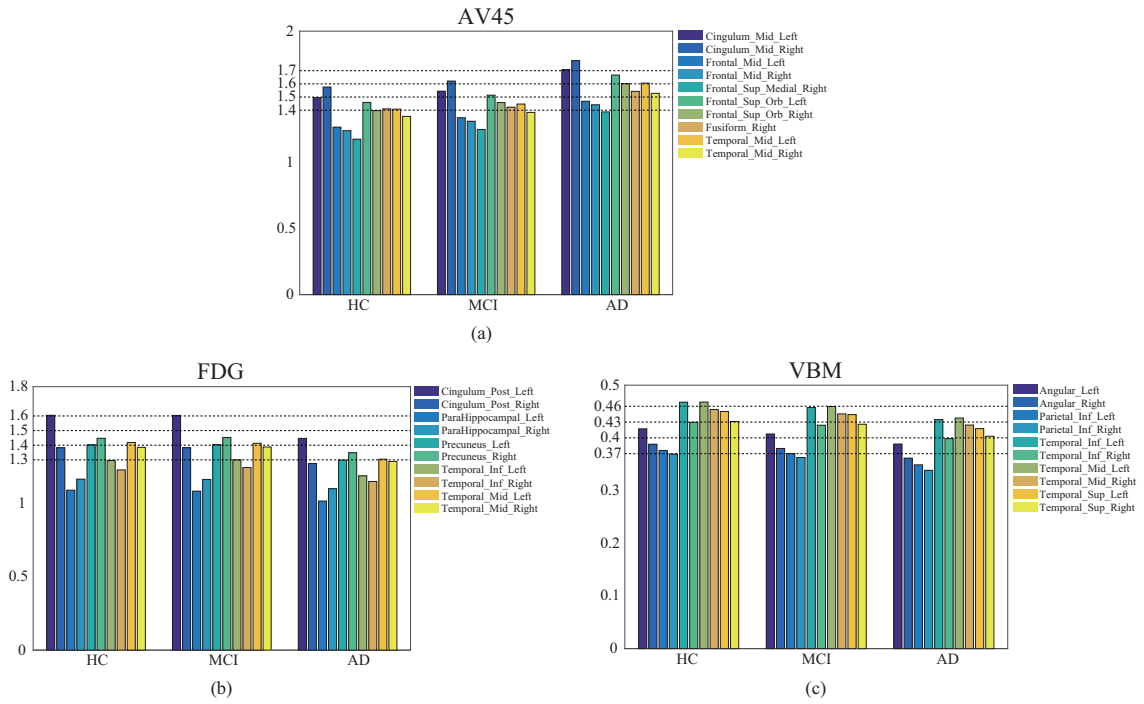 AV45
2
1.7
1.6
1.5
1.4
1
0.5
0
HC MCI AD
Cingulum_Mid_Left
Cingulum_Mid_Right
Frontal_Mid_Left
Frontal_Mid_Right
Frontal_Sup_Medial_Right
Frontal_Sup_Orb_Left
Frontal_Sup_Orb_Right
Fusiform_Right
Temporal_Mid_Left
Temporal_Mid_Right
(a)
FDG
1.8
1.6
1.5
1.4
1.3
1
0.5
0
HC MCI AD
Cingulum_Post_Left
Cingulum_Post_Right
ParaHippocampal_Left
ParaHippocampal_Right
Precuneus_Left
Precuneus_Right
Temporal_Inf_Left
Temporal_Inf_Right
Temporal_Mid_Left
Temporal_Mid_Right
(b)
VBM
0.5
0.46
0.43
0.4
0.37
0.3
0.2
0.1
0
HC MCI AD
Angular_Left
Angular_Right
Parietal_Inf_Left
Parietal_Inf_Right
Temporal_Inf_Left
Temporal_Inf_Right
Temporal_Mid_Left
Temporal_Mid_Right
Temporal_Sup_Left
Temporal_Sup_Right
(c)